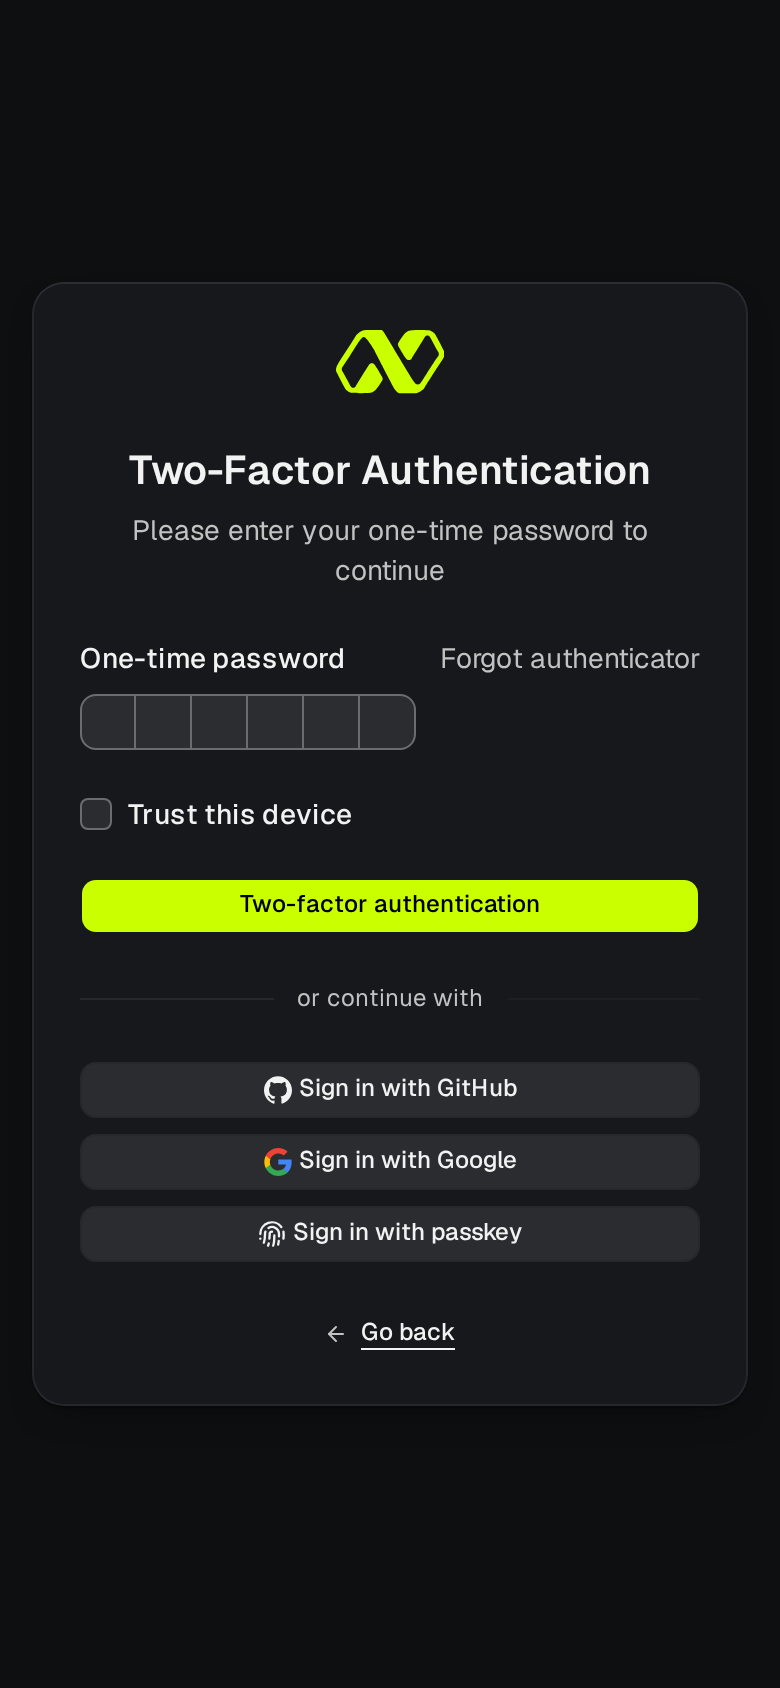 Two-Factor Authentication
Please enter your one-time password to
continue
One-time password
Forgot authenticator
Trust this device
Two-factor authentication
or continue with
Sign in with GitHub
Sign in with Google
Sign in with passkey
Go back